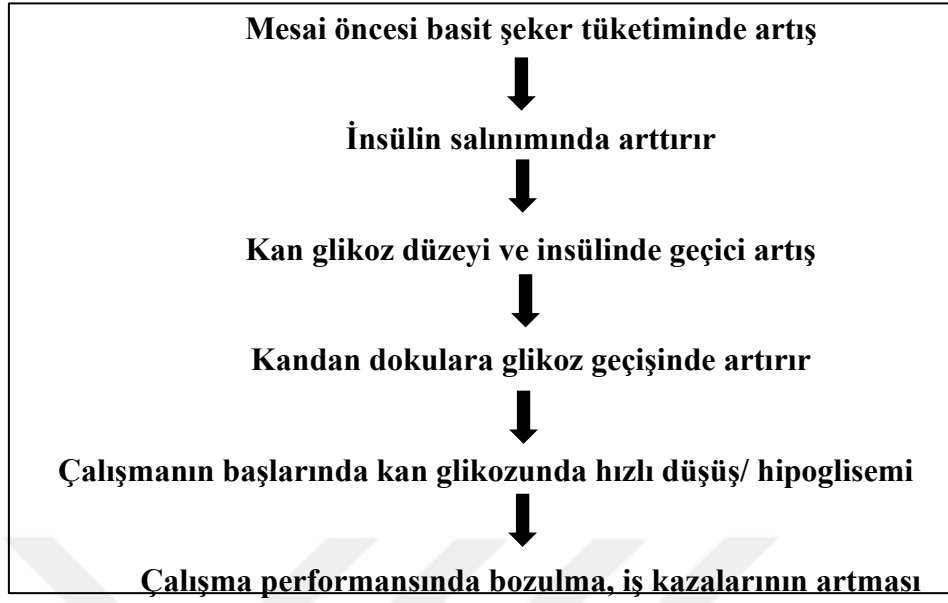 Mesai öncesi basit şeker tüketiminde artış
İnsülin salınımında arttırır
Kan glikoz düzeyi ve insülinde geçici artış
Kandan dokulara glikoz geçişinde artırır
Çalışmanın başlarında kan glikozunda hızlı düşüş/ hipoglisemi
Çalışma performansında bozulma, iş kazalarının artması